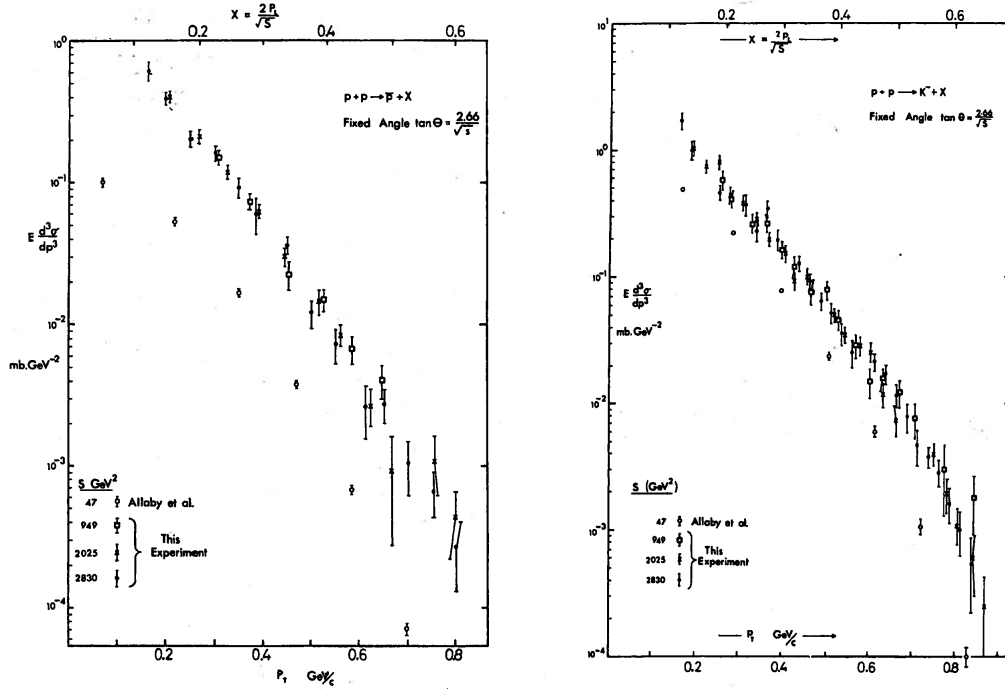 X = 2 P_L / √S
0.2 0.4 0.6
10⁰
10⁻¹
10⁻²
10⁻³
10⁻⁴
E d³σ / dp³
mb.GeV⁻²
p + p → p̄ + X
Fixed Angle tan Θ = 2.66 / √S
S GeV²
47 Allaby et al.
949
2025
2830
This
Experiment
0.2 0.4 0.6 0.8
P_T GeV/c
0.2 0.4 0.6
X = 2 P_L / √S
10¹
10⁰
10⁻¹
10⁻²
10⁻³
10⁻⁴
E d³σ / dp³
mb.GeV⁻²
p + p → K⁻ + X
Fixed Angle tan θ = 2.66 / √S
S (GeV²)
47 Allaby et al.
949
2025
2830
This
Experiment
P_T GeV/c
0.2 0.4 0.6 0.8